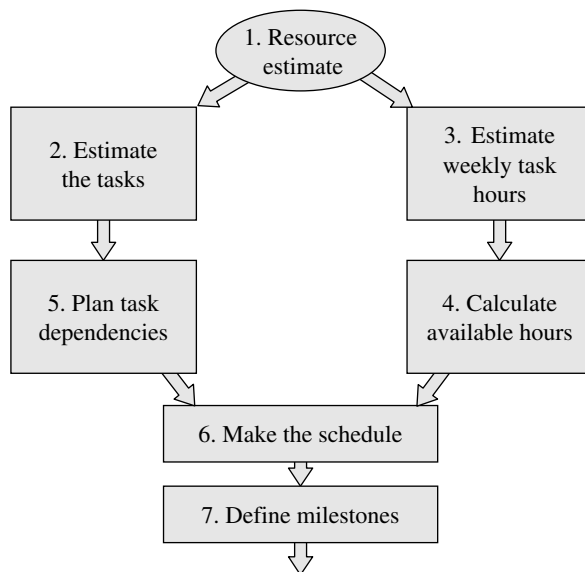 1. Resource
estimate
2. Estimate
the tasks
3. Estimate
weekly task
hours
5. Plan task
dependencies
4. Calculate
available hours
6. Make the schedule
7. Define milestones